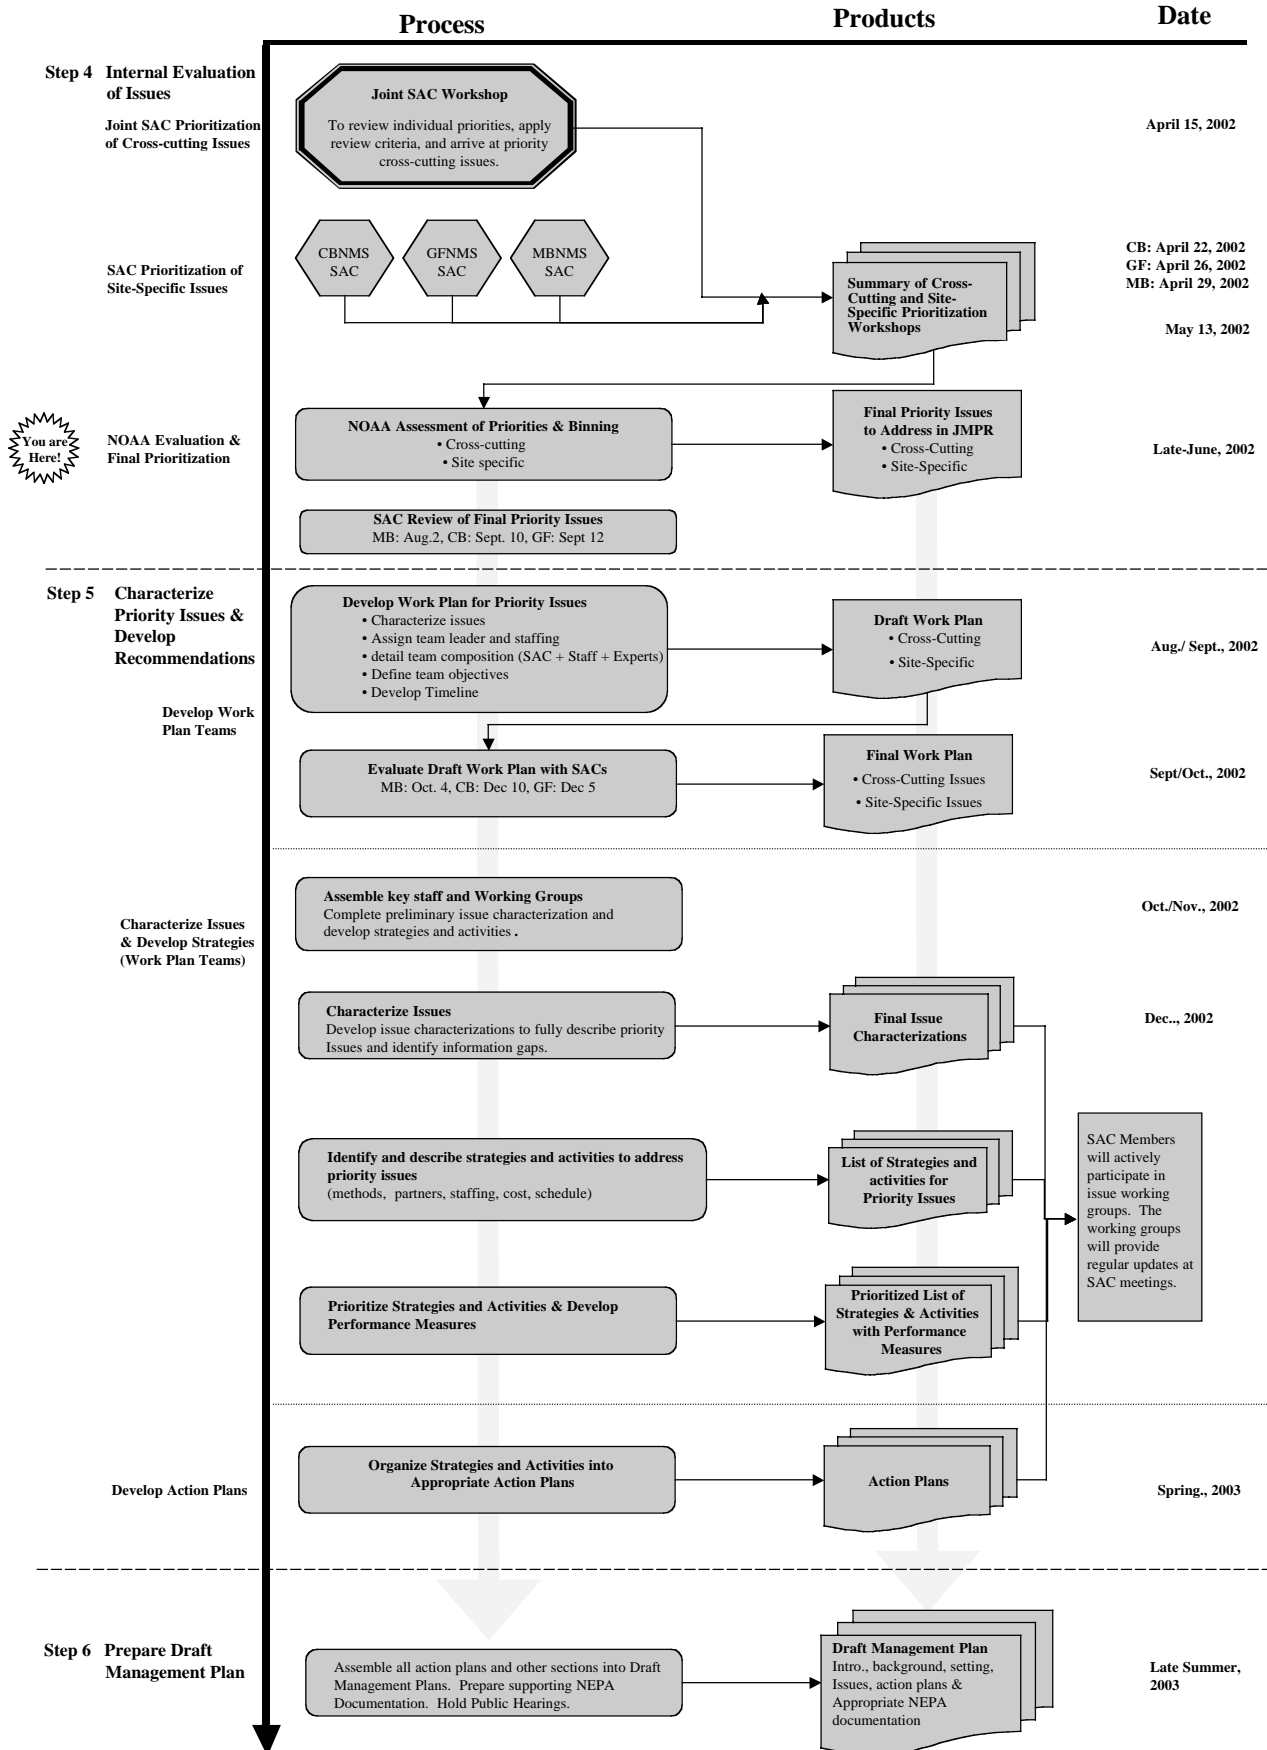 Process
Products
Date
Step 4 Internal Evaluation
of Issues
Joint SAC Prioritization
of Cross-cutting Issues
Joint SAC Workshop
To review individual priorities, apply
review criteria, and arrive at priority
cross-cutting issues.
April 15, 2002
SAC Prioritization of
Site-Specific Issues
CBNMS
SAC
GFNMS
SAC
MBNMS
SAC
Summary of Cross-
Cutting and Site-
Specific Prioritization
Workshops
CB: April 22, 2002
GF: April 26, 2002
MB: April 29, 2002
May 13, 2002
You are
Here!
NOAA Evaluation &
Final Prioritization
NOAA Assessment of Priorities & Binning
• Cross-cutting
• Site specific
Final Priority Issues
to Address in JMPR
• Cross-Cutting
• Site-Specific
Late-June, 2002
SAC Review of Final Priority Issues
MB: Aug.2, CB: Sept. 10, GF: Sept 12
Step 5 Characterize
Priority Issues &
Develop
Recommendations
Develop Work
Plan Teams
Develop Work Plan for Priority Issues
• Characterize issues
• Assign team leader and staffing
• detail team composition (SAC + Staff + Experts)
• Define team objectives
• Develop Timeline
Draft Work Plan
• Cross-Cutting
• Site-Specific
Aug./ Sept., 2002
Evaluate Draft Work Plan with SACs
MB: Oct. 4, CB: Dec 10, GF: Dec 5
Final Work Plan
• Cross-Cutting Issues
• Site-Specific Issues
Sept/Oct., 2002
Characterize Issues
& Develop Strategies
(Work Plan Teams)
Assemble key staff and Working Groups
Complete preliminary issue characterization and
develop strategies and activities .
Oct./Nov., 2002
Characterize Issues
Develop issue characterizations to fully describe priority
Issues and identify information gaps.
Final Issue
Characterizations
Dec.., 2002
Identify and describe strategies and activities to address
priority issues
(methods, partners, staffing, cost, schedule)
List of Strategies and
activities for
Priority Issues
SAC Members
will actively
participate in
issue working
groups. The
working groups
will provide
regular updates at
SAC meetings.
Prioritize Strategies and Activities & Develop
Performance Measures
Prioritized List of
Strategies & Activities
with Performance
Measures
Develop Action Plans
Organize Strategies and Activities into
Appropriate Action Plans
Action Plans
Spring., 2003
Step 6 Prepare Draft
Management Plan
Assemble all action plans and other sections into Draft
Management Plans. Prepare supporting NEPA
Documentation. Hold Public Hearings.
Draft Management Plan
Intro., background, setting,
Issues, action plans &
Appropriate NEPA
documentation
Late Summer,
2003